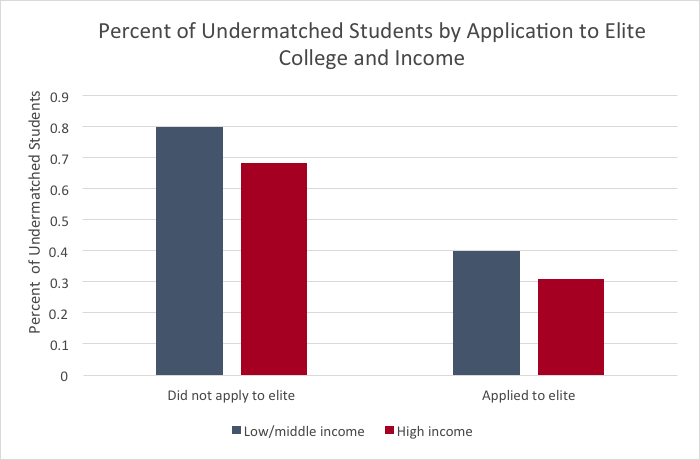 Percent of Undermatched Students by Application to Elite
College and Income
Percent of Undermatched Students
0.9
0.8
0.7
0.6
0.5
0.4
0.3
0.2
0.1
0
Did not apply to elite
Applied to elite
Low/middle income
High income